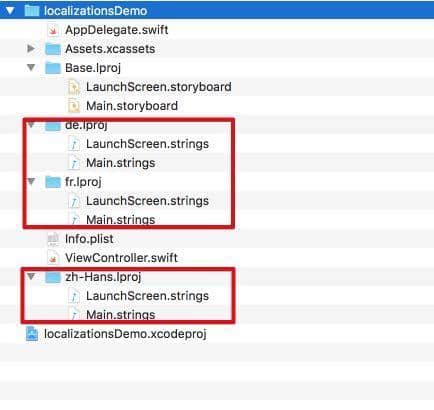 localizationsDemo
AppDelegate.swift
Assets.xcassets
Base.lproj
LaunchScreen.storyboard
Main.storyboard
de.lproj
LaunchScreen.strings
Main.strings
fr.lproj
LaunchScreen.strings
Main.strings
Info.plist
ViewController.swift
zh-Hans.lproj
LaunchScreen.strings
Main.strings
localizationsDemo.xcodeproj